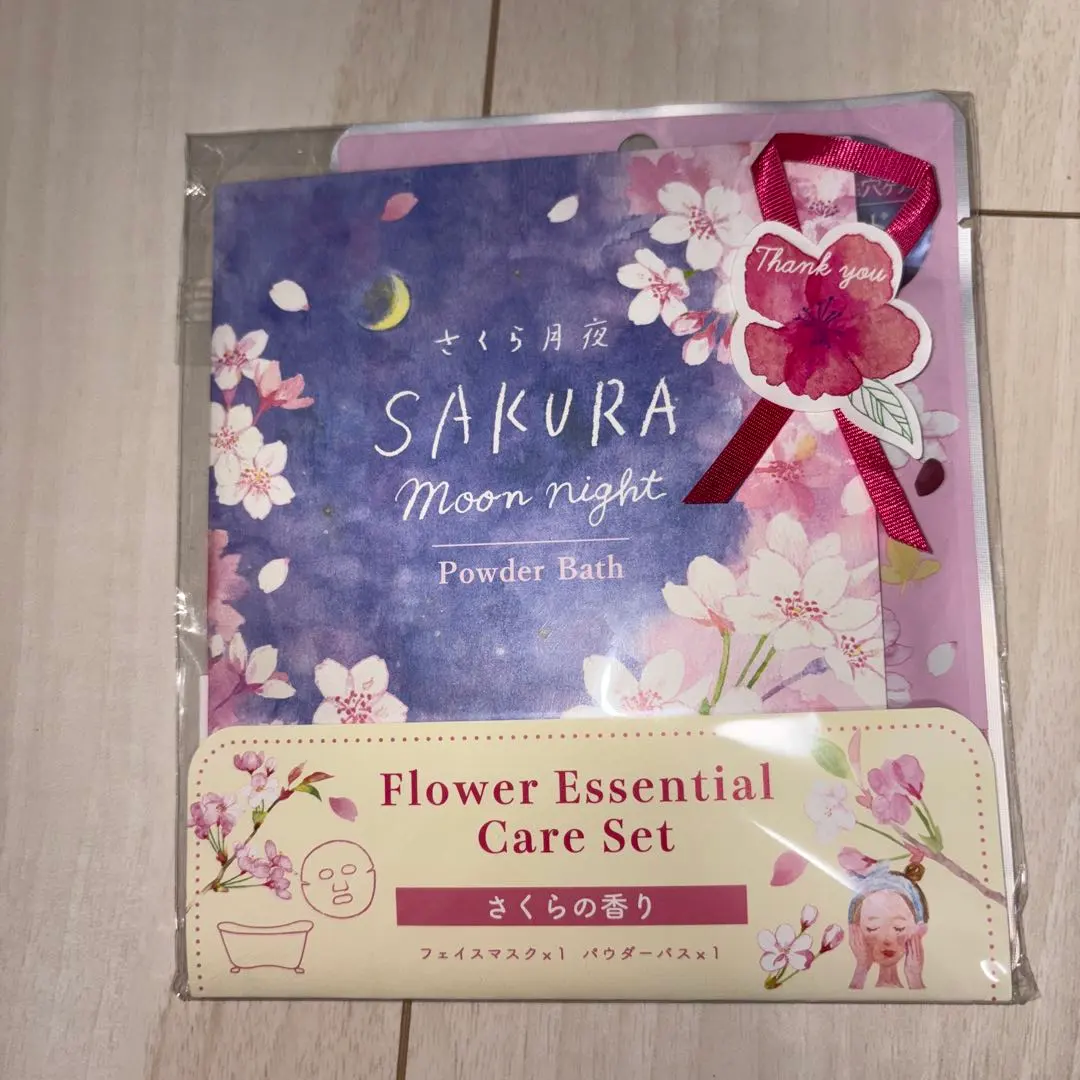 Thank you
さくら月夜
SAKURA
Moon night
Powder Bath
Flower Essential
Care Set
さくらの香り
フェイスマスク×1 パウダーバス×1